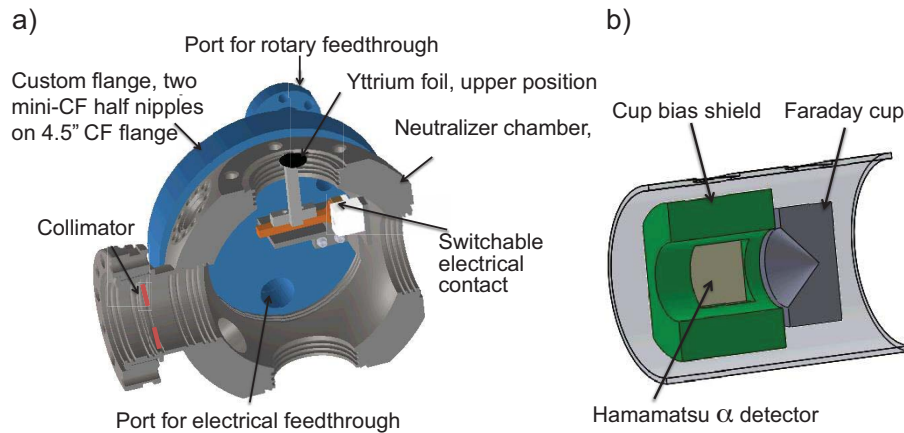 a)
Port for rotary feedthrough
Custom flange, two
mini-CF half nipples
on 4.5" CF flange
Yttrium foil, upper position
Neutralizer chamber,
Collimator
Switchable
electrical
contact
Port for electrical feedthrough
b)
Cup bias shield
Faraday cup
Hamamatsu α detector